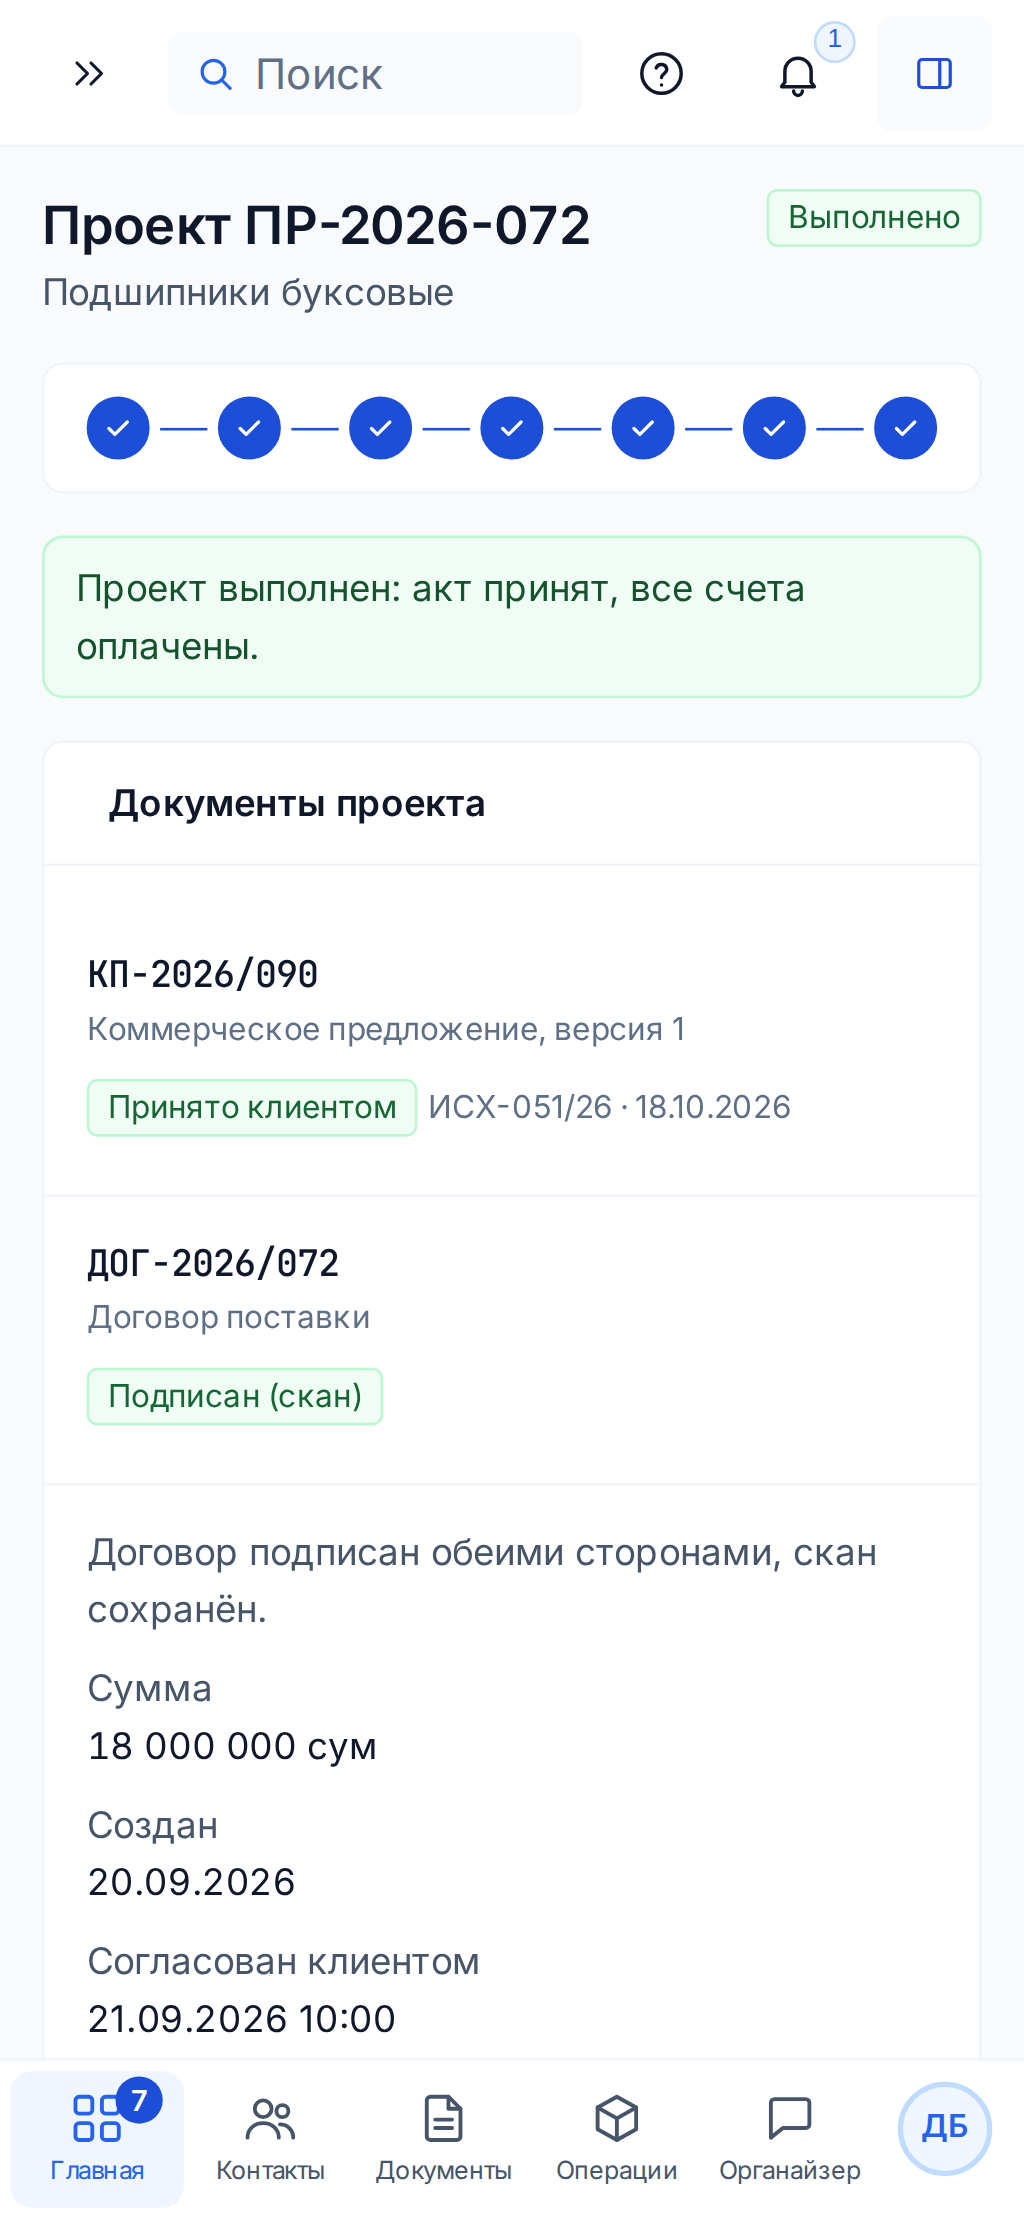 Поиск
1
Проект ПР-2026-072
Выполнено
Подшипники буксовые
Проект выполнен: акт принят, все счета
оплачены.
Документы проекта
КП-2026/090
Коммерческое предложение, версия 1
Принято клиентом ИСХ-051/26 · 18.10.2026
ДОГ-2026/072
Договор поставки
Подписан (скан)
Договор подписан обеими сторонами, скан
сохранён.
Сумма
18 000 000 сум
Создан
20.09.2026
Согласован клиентом
21.09.2026 10:00
7
Главная
Контакты
Документы
Операции
Органайзер
ДБ